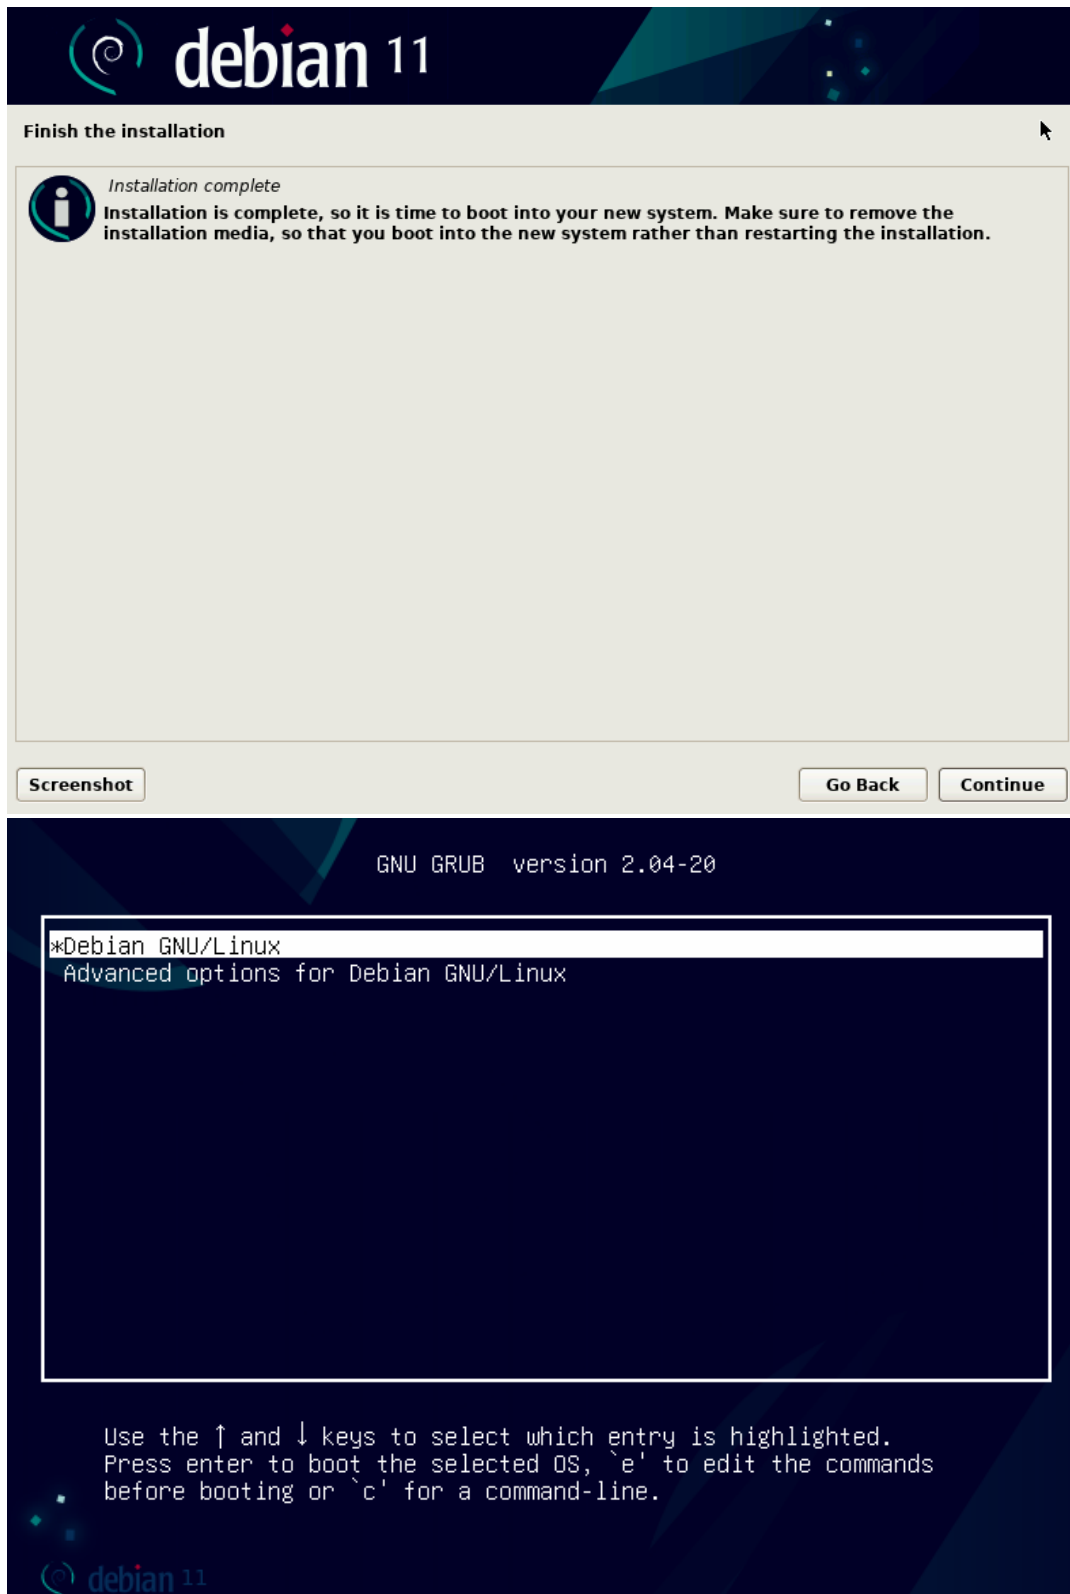 debian 11
Finish the installation
Installation complete
Installation is complete, so it is time to boot into your new system. Make sure to remove the
installation media, so that you boot into the new system rather than restarting the installation.
Screenshot
Go Back
Continue
GNU GRUB  version 2.04-20
*Debian GNU/Linux
Advanced options for Debian GNU/Linux
Use the ↑ and ↓ keys to select which entry is highlighted.
Press enter to boot the selected OS, `e' to edit the commands
before booting or `c' for a command-line.
debian 11